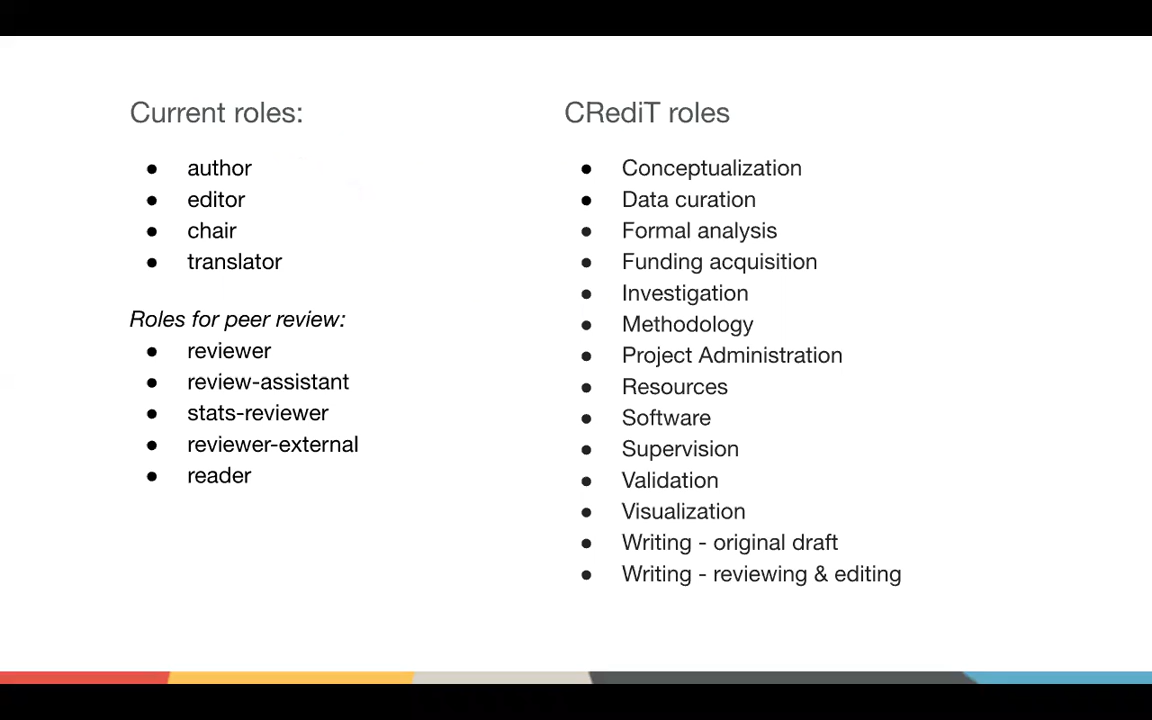 Current roles:
● author
● editor
● chair
● translator
Roles for peer review:
● reviewer
● review-assistant
● stats-reviewer
● reviewer-external
● reader
CRediT roles
● Conceptualization
● Data curation
● Formal analysis
● Funding acquisition
● Investigation
● Methodology
● Project Administration
● Resources
● Software
● Supervision
● Validation
● Visualization
● Writing - original draft
● Writing - reviewing & editing